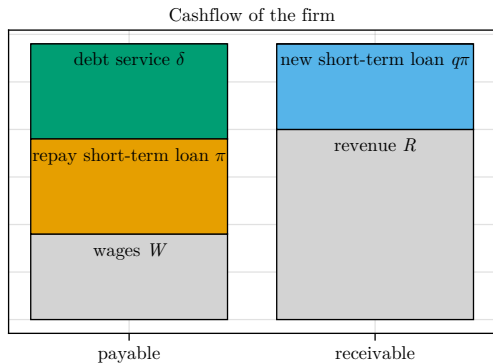 Cashflow of the firm
debt service δ
repay short-term loan π
wages W
new short-term loan qπ
revenue R
payable
receivable